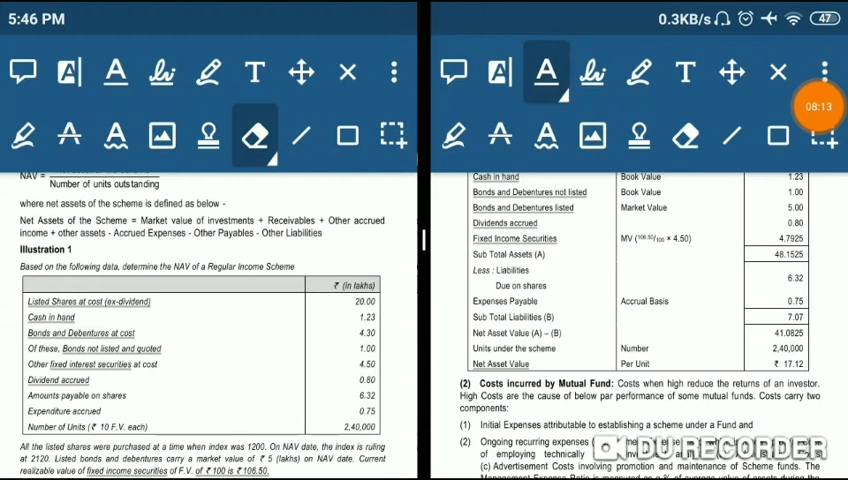 5:46 PM
0.3KB/s
47
08:13
NAV =
Number of units outstanding
where net assets of the scheme is defined as below -
Net Assets of the Scheme = Market value of investments + Receivables + Other accrued
income + other assets - Accrued Expenses - Other Payables - Other Liabilities
Illustration 1
Based on the following data, determine the NAV of a Regular Income Scheme
₹ (in lakhs)
Listed Shares at cost (ex-dividend) 20.00
Cash in hand 1.23
Bonds and Debentures at cost 4.30
Of these, Bonds not listed and quoted 1.00
Other fixed interest securities at cost 4.50
Dividend accrued 0.80
Amounts payable on shares 6.32
Expenditure accrued 0.75
Number of Units (₹ 10 F.V. each) 2,40,000
All the listed shares were purchased at a time when index was 1200. On NAV date, the index is ruling
at 2120. Listed bonds and debentures carry a market value of ₹ 5 (lakhs) on NAV date. Current
realizable value of fixed income securities of F.V. of ₹ 100 is ₹ 106.50.
Cash in hand Book Value 1.23
Bonds and Debentures not listed Book Value 1.00
Bonds and Debentures listed Market Value 5.00
Dividends accrued 0.80
Fixed Income Securities MV (106.50/100 × 4.50) 4.7925
Sub Total Assets (A) 48.1525
Less : Liabilities
Due on shares 6.32
Expenses Payable Accrual Basis 0.75
Sub Total Liabilities (B) 7.07
Net Asset Value (A) – (B) 41.0825
Units under the scheme Number 2,40,000
Net Asset Value Per Unit ₹ 17.12
(2) Costs incurred by Mutual Fund: Costs when high reduce the returns of an investor.
High Costs are the cause of below par performance of some mutual funds. Costs carry two
components:
(1) Initial Expenses attributable to establishing a scheme under a Fund and
(2) Ongoing recurring expenses
DU RECORDER
of employing technically
(c) Advertisement Costs involving promotion and maintenance of Scheme funds. The